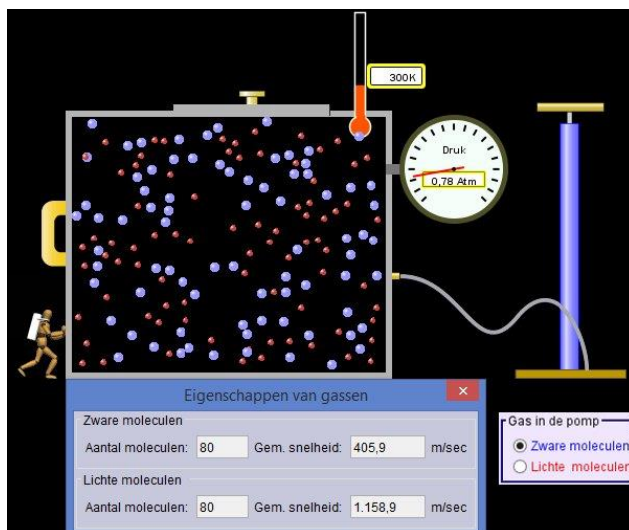 300K
Druk
0,78 Atm
Eigenschappen van gassen
Zware moleculen
Aantal moleculen: 80 Gem. snelheid: 405,9 m/sec
Lichte moleculen
Aantal moleculen: 80 Gem. snelheid: 1.158,9 m/sec
Gas in de pomp
Zware moleculen
Lichte moleculen